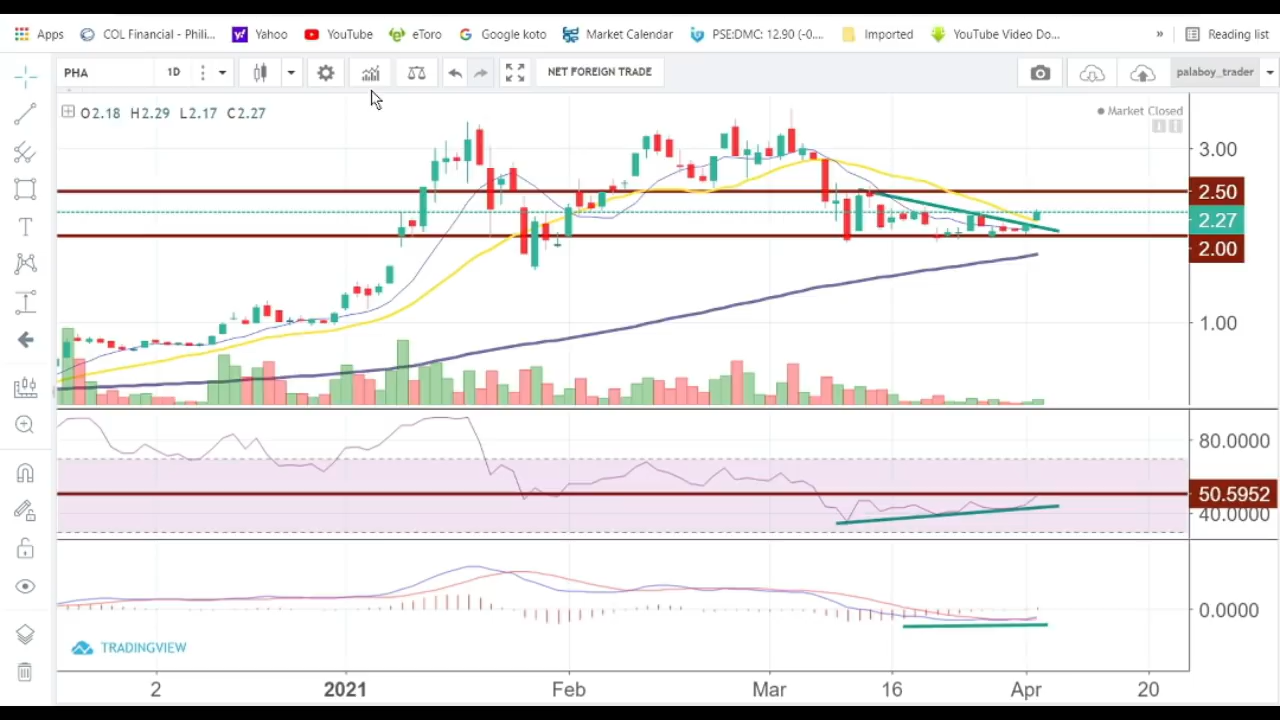 Apps COL Financial - Phili... Yahoo YouTube eToro Google koto Market Calendar PSE:DMC: 12.90 (-0.... Imported YouTube Video Do... » Reading list
PHA 1D NET FOREIGN TRADE palaboy_trader
O2.18 H2.29 L2.17 C2.27
Market Closed
3.00
2.50
2.27
2.00
1.00
80.0000
50.5952
40.0000
0.0000
TRADINGVIEW
2 2021 Feb Mar 16 Apr 20